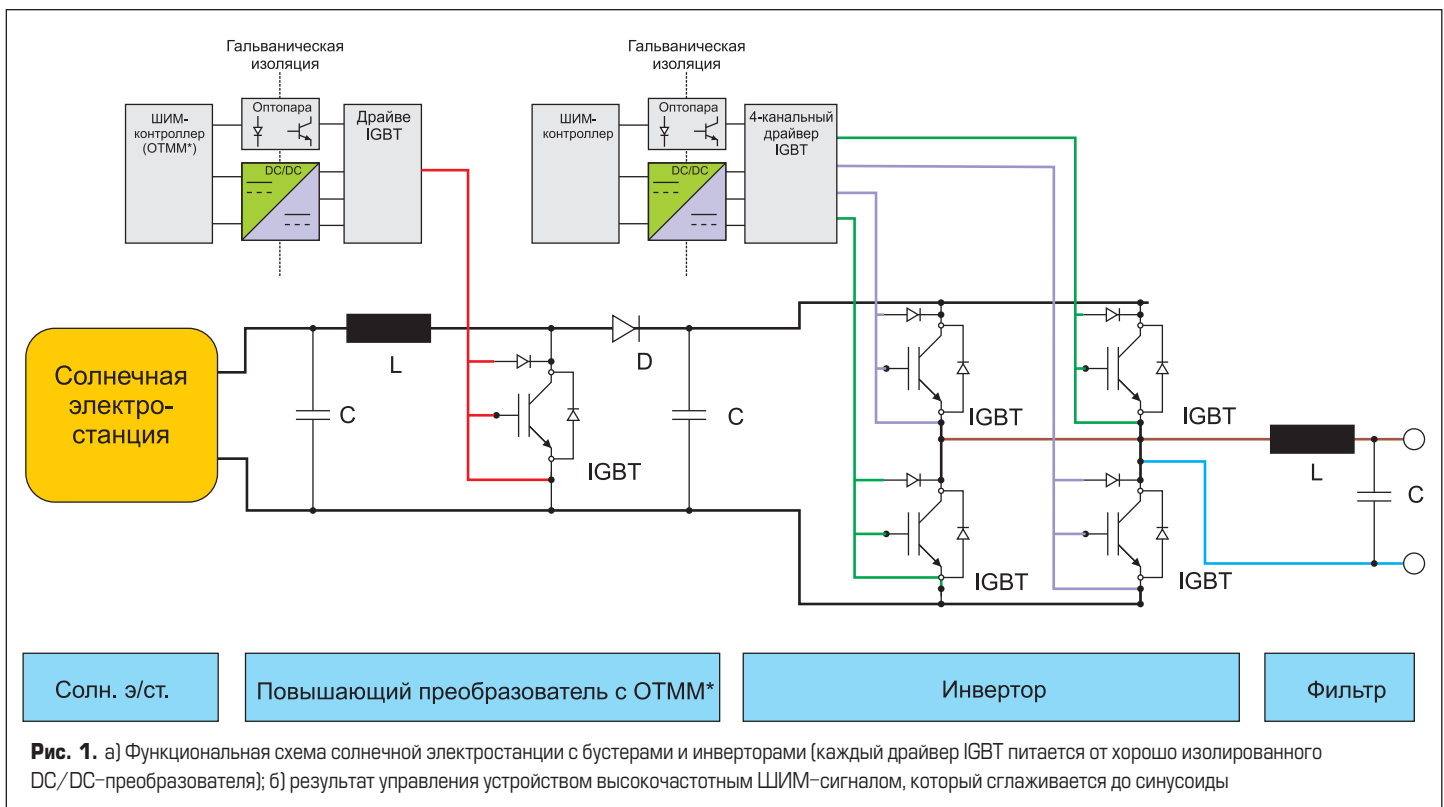 Гальваническая
изоляция
ШИМ-
контроллер
(ОТММ*)
Оптопара
DC/DC
Драйве
IGBT
Гальваническая
изоляция
ШИМ-
контроллер
Оптопара
DC/DC
4-канальный
драйвер
IGBT
Солнечная
электро-
станция
C
L
IGBT
D
C
IGBT
IGBT
IGBT
IGBT
L
C
Солн. э/ст.
Повышающий преобразователь с ОТММ*
Инвертор
Фильтр
Рис. 1. а) Функциональная схема солнечной электростанции с бустерами и инверторами (каждый драйвер IGBT питается от хорошо изолированного
DC/DC–преобразователя); б) результат управления устройством высокочастотным ШИМ–сигналом, который сглаживается до синусоиды